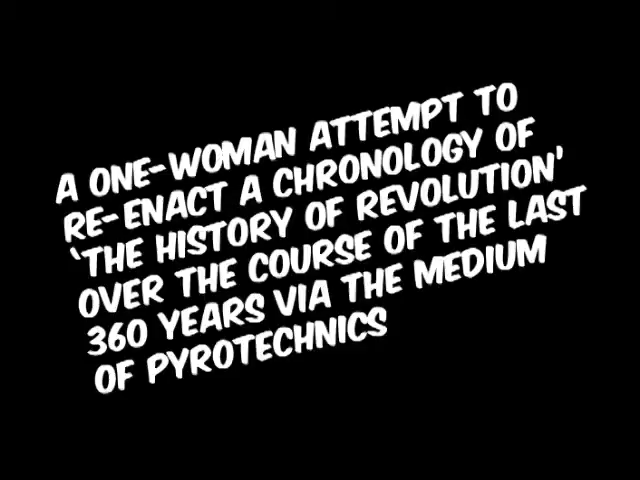 A ONE-WOMAN ATTEMPT TO
RE-ENACT A CHRONOLOGY OF
'THE HISTORY OF REVOLUTION'
OVER THE COURSE OF THE LAST
360 YEARS VIA THE MEDIUM
OF PYROTECHNICS